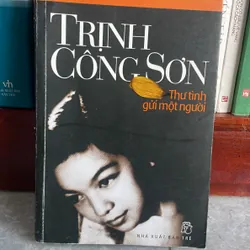 TRỊNH
CÔNG SƠN
Thư tình
gửi một người
NHÀ XUẤT BẢN TRẺ